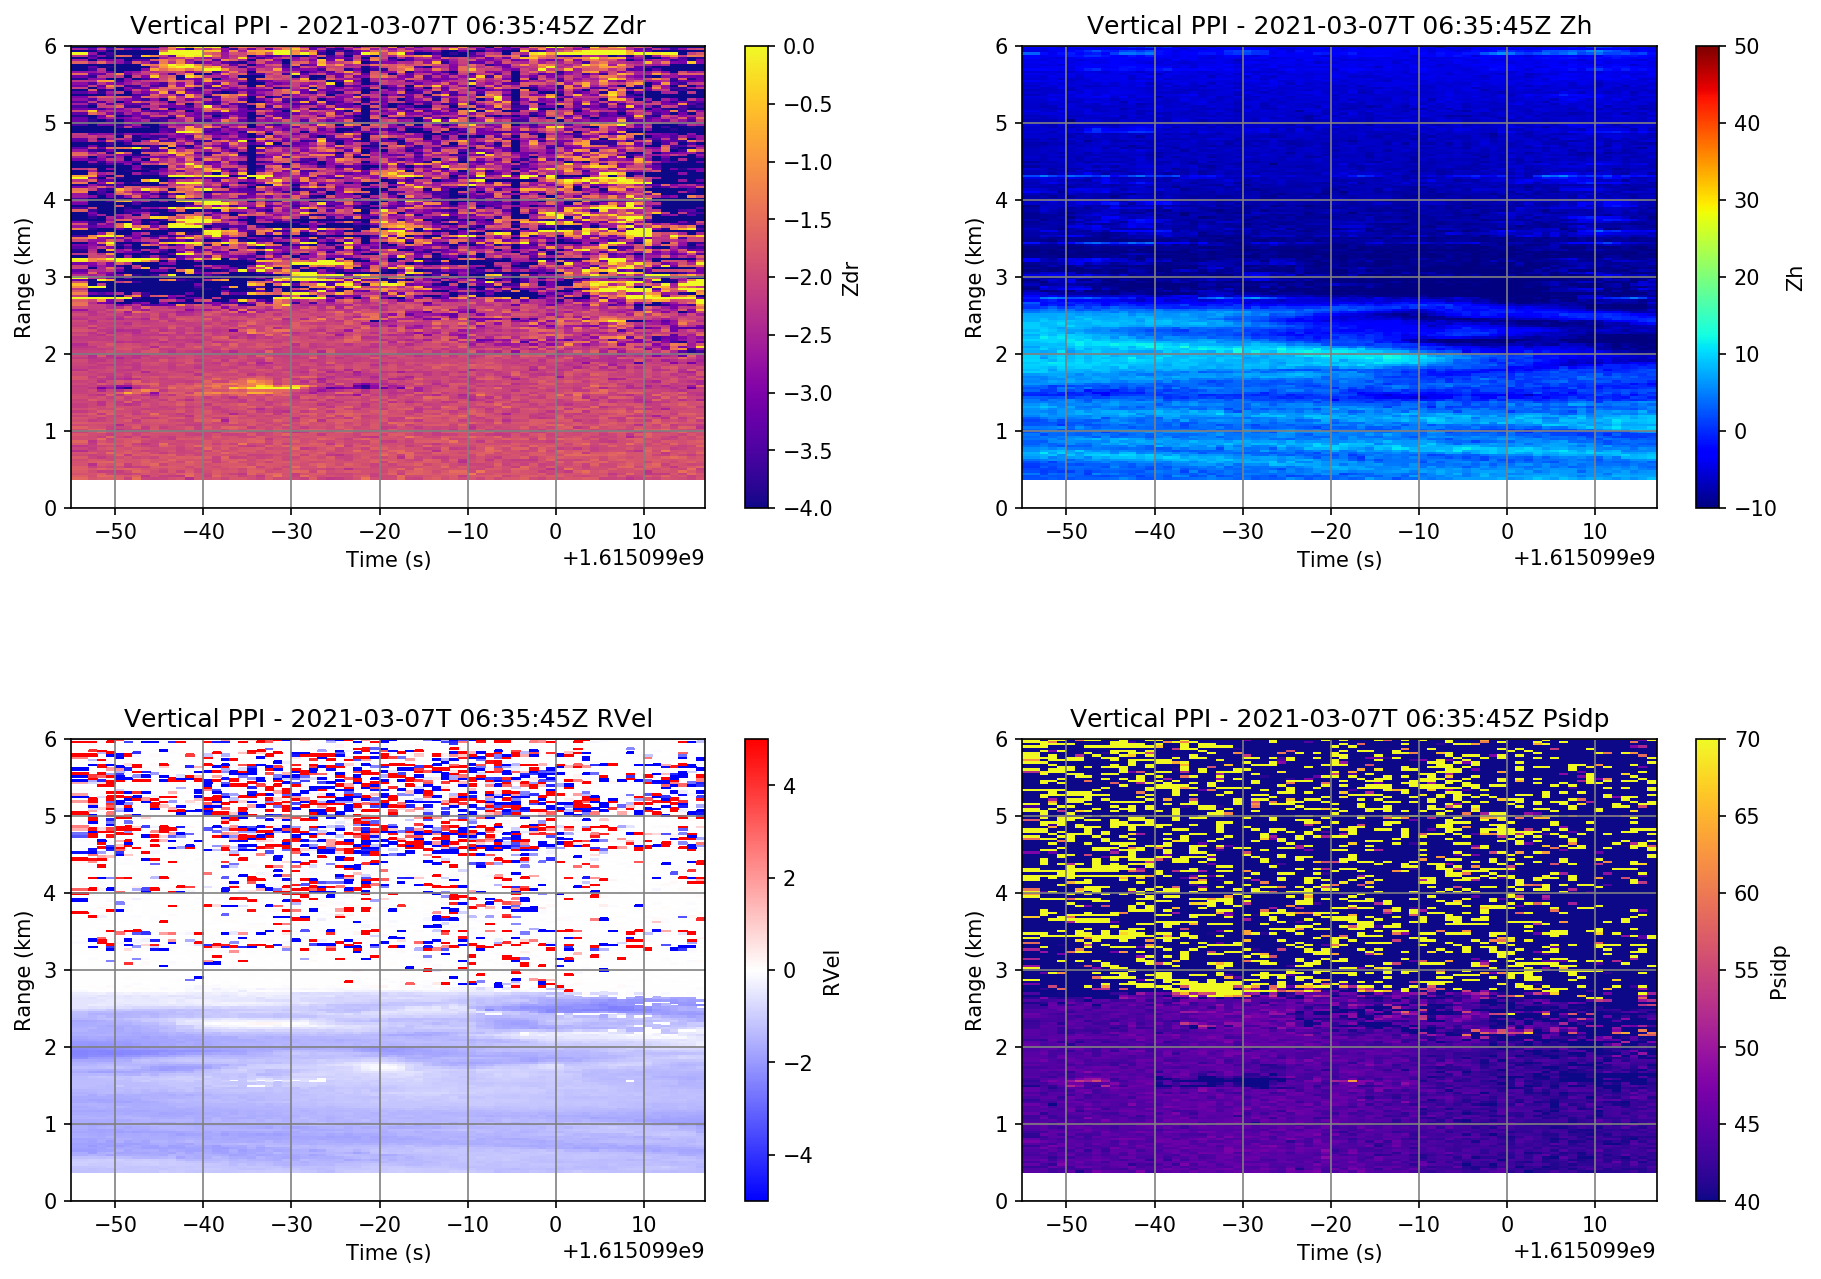 Vertical PPI - 2021-03-07T 06:35:45Z Zdr
6
5
4
3
2
1
0
Range (km)
−50 −40 −30 −20 −10 0 10
Time (s)
+1.615099e9
0.0
−0.5
−1.0
−1.5
−2.0
−2.5
−3.0
−3.5
−4.0
Zdr
Vertical PPI - 2021-03-07T 06:35:45Z Zh
6
5
4
3
2
1
0
Range (km)
−50 −40 −30 −20 −10 0 10
Time (s)
+1.615099e9
50
40
30
20
10
0
−10
Zh
Vertical PPI - 2021-03-07T 06:35:45Z RVel
6
5
4
3
2
1
0
Range (km)
−50 −40 −30 −20 −10 0 10
Time (s)
+1.615099e9
4
2
0
−2
−4
RVel
Vertical PPI - 2021-03-07T 06:35:45Z Psidp
6
5
4
3
2
1
0
Range (km)
−50 −40 −30 −20 −10 0 10
Time (s)
+1.615099e9
70
65
60
55
50
45
40
Psidp